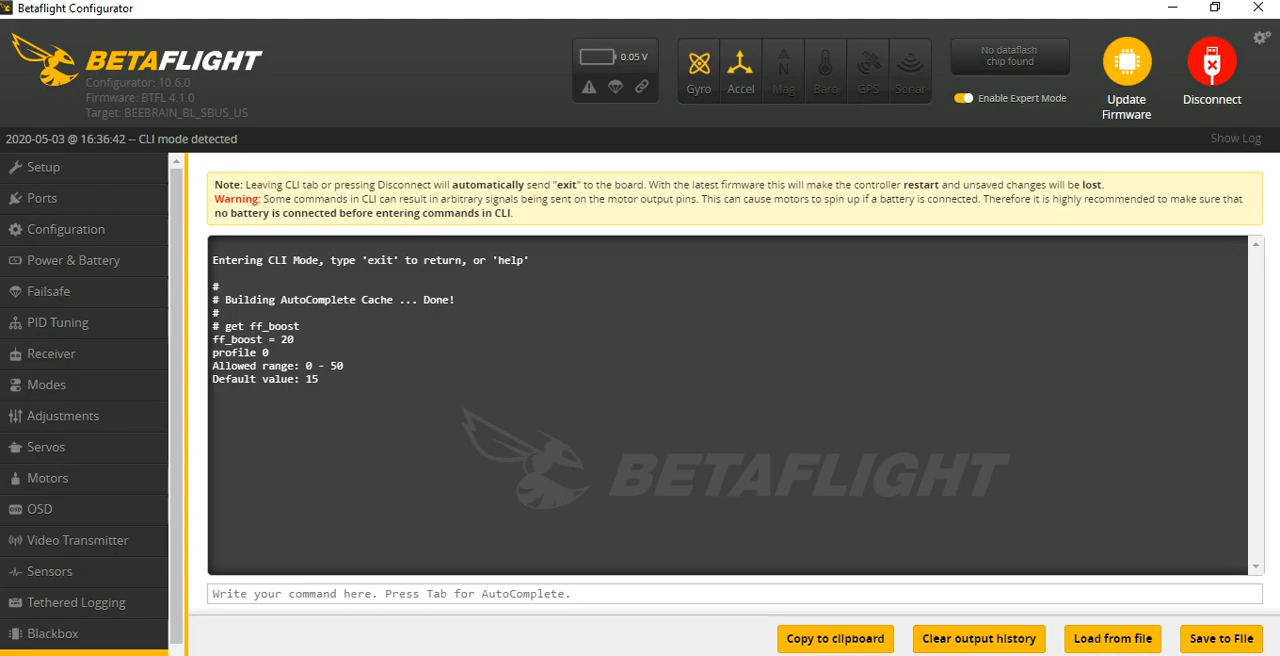 Betaflight Configurator
BETAFLIGHT
Configurator: 10.6.0
Firmware: BTFL 4.1.0
Target: BEEBRAIN_BL_SBUS_US
0.05 V
Gyro
Accel
Mag
Baro
GPS
Sonar
No dataflash
chip found
Enable Expert Mode
Update
Firmware
Disconnect
2020-05-03 @ 16:36:42 -- CLI mode detected
Show Log
Setup
Ports
Configuration
Power & Battery
Failsafe
PID Tuning
Receiver
Modes
Adjustments
Servos
Motors
OSD
Video Transmitter
Sensors
Tethered Logging
Blackbox
Note: Leaving CLI tab or pressing Disconnect will automatically send "exit" to the board. With the latest firmware this will make the controller restart and unsaved changes will be lost.
Warning: Some commands in CLI can result in arbitrary signals being sent on the motor output pins. This can cause motors to spin up if a battery is connected. Therefore it is highly recommended to make sure that
no battery is connected before entering commands in CLI.
Entering CLI Mode, type 'exit' to return, or 'help'
#
# Building AutoComplete Cache ... Done!
#
# get ff_boost
ff_boost = 20
profile 0
Allowed range: 0 - 50
Default value: 15
BETAFLIGHT
Write your command here. Press Tab for AutoComplete.
Copy to clipboard
Clear output history
Load from file
Save to File